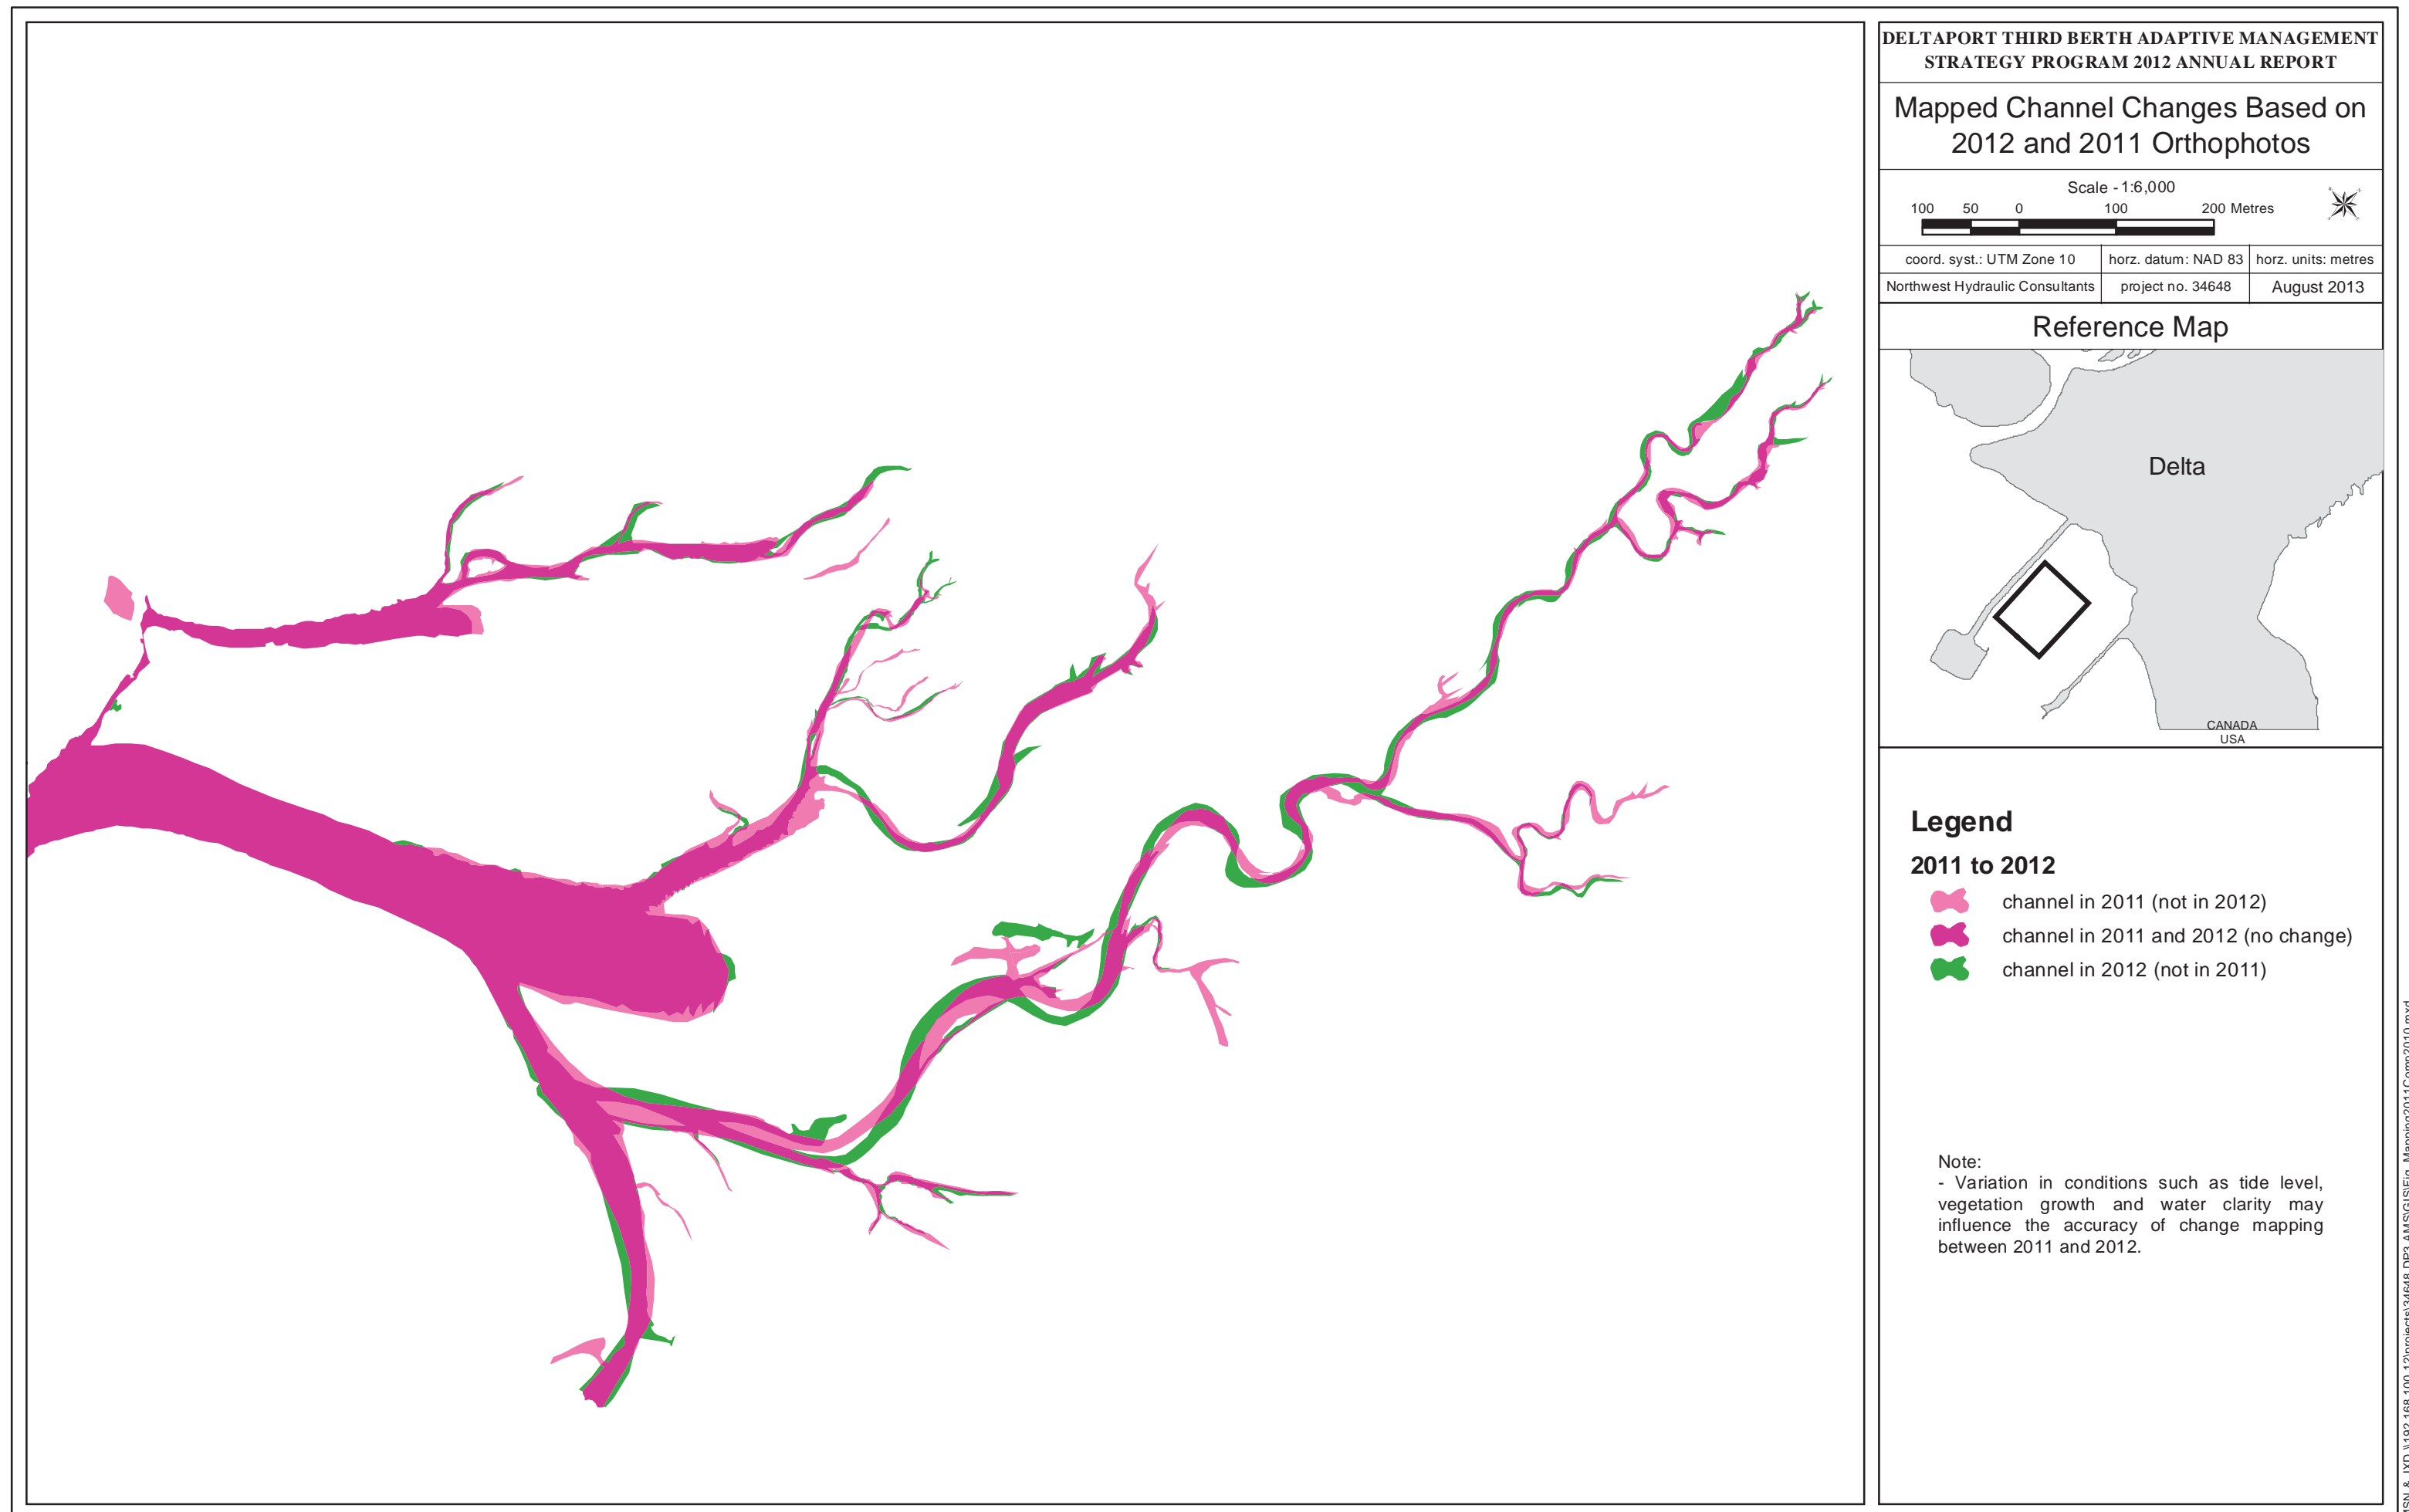 DELTAPORT THIRD BERTH ADAPTIVE MANAGEMENT
STRATEGY PROGRAM 2012 ANNUAL REPORT
Mapped Channel Changes Based on
2012 and 2011 Orthophotos
Scale - 1:6,000
100 50 0 100 200 Metres
coord. syst.: UTM Zone 10 horz. datum: NAD 83 horz. units: metres
Northwest Hydraulic Consultants project no. 34648 August 2013
Reference Map
Delta
CANADA
USA
Legend
2011 to 2012
channel in 2011 (not in 2012)
channel in 2011 and 2012 (no change)
channel in 2012 (not in 2011)
Note:
- Variation in conditions such as tide level,
vegetation growth and water clarity may
influence the accuracy of change mapping
between 2011 and 2012.